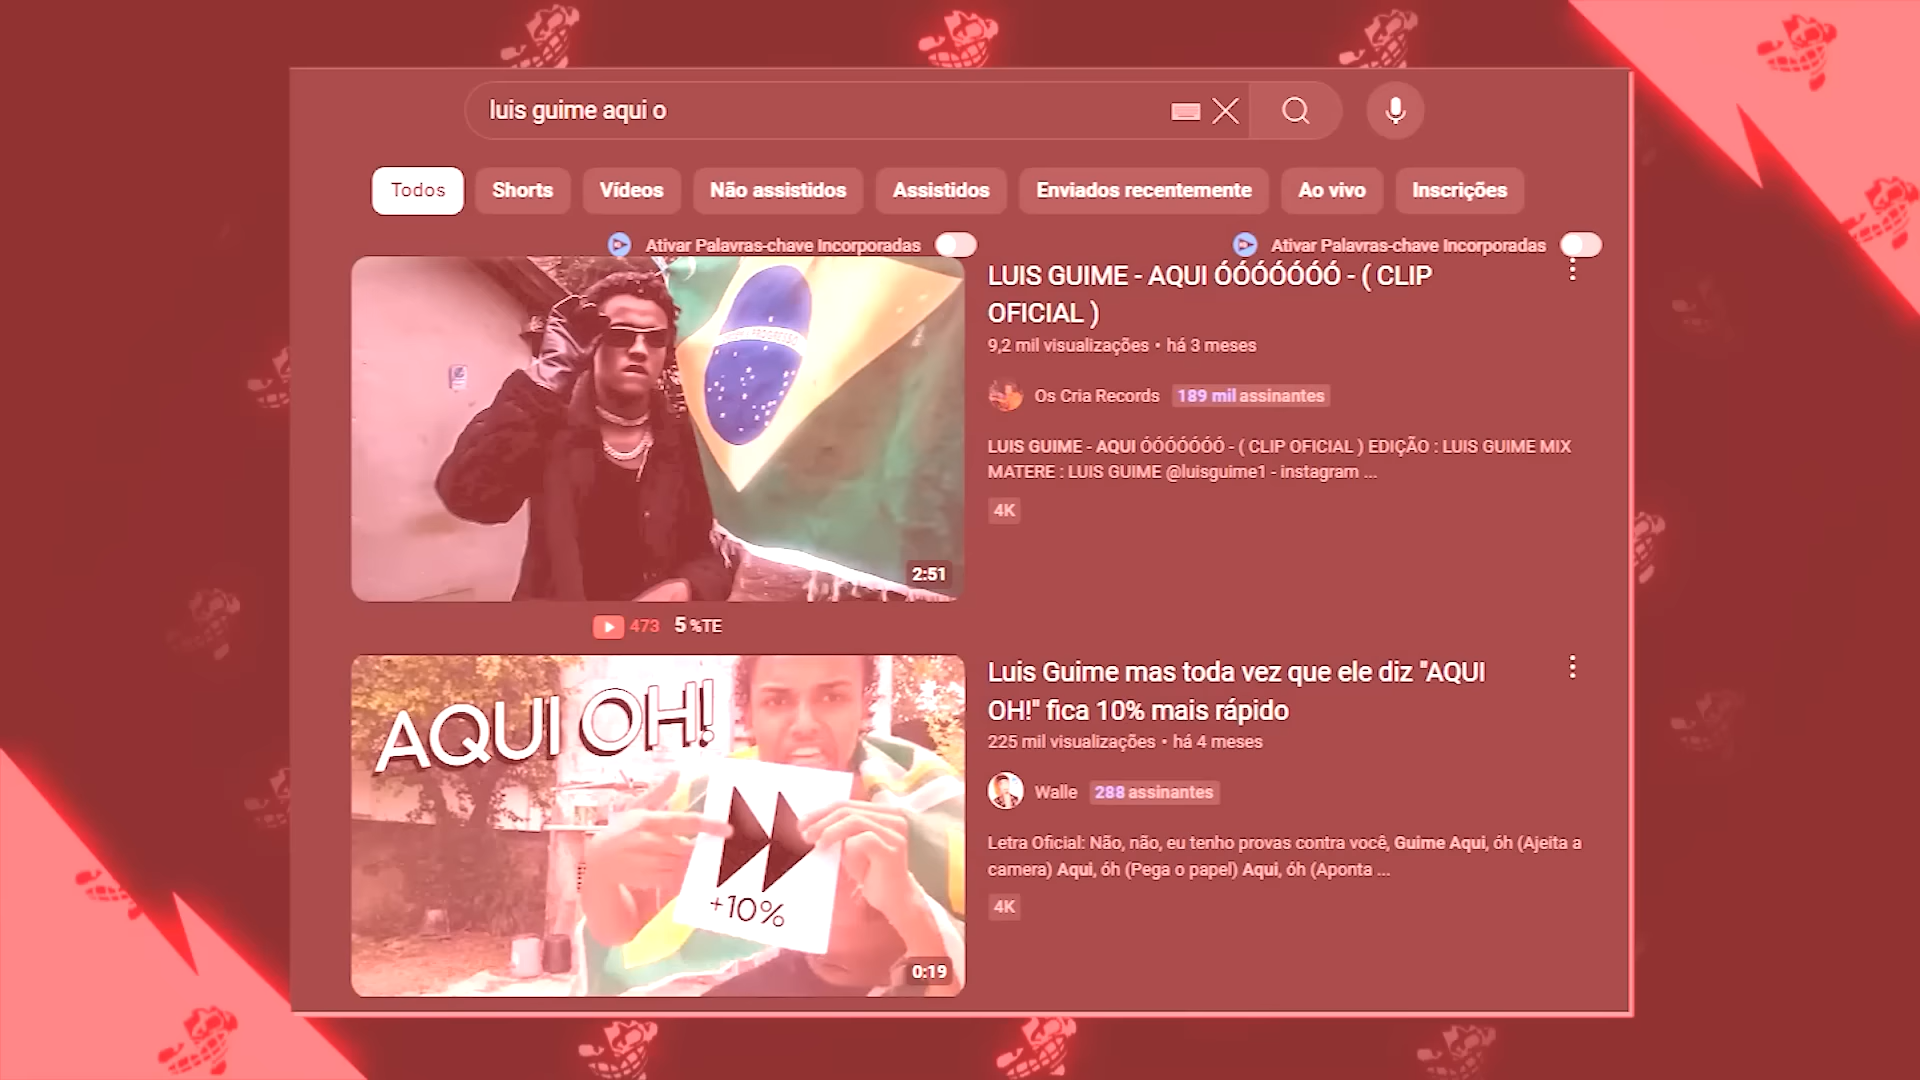 luis guime aqui o
Todos
Shorts
Vídeos
Não assistidos
Assistidos
Enviados recentemente
Ao vivo
Inscrições
Ativar Palavras-chave Incorporadas
Ativar Palavras-chave Incorporadas
2:51
LUIS GUIME - AQUI ÓÓÓÓÓÓÓ - ( CLIP
OFICIAL )
9,2 mil visualizações • há 3 meses
Os Cria Records 189 mil assinantes
LUIS GUIME - AQUI ÓÓÓÓÓÓÓ - ( CLIP OFICIAL ) EDIÇÃO : LUIS GUIME MIX
MATERE : LUIS GUIME @luisguime1 - instagram ...
4K
473 5 %TE
AQUI OH!
+10%
0:19
Luis Guime mas toda vez que ele diz "AQUI
OH!" fica 10% mais rápido
225 mil visualizações • há 4 meses
Walle 288 assinantes
Letra Oficial: Não, não, eu tenho provas contra você, Guime Aqui, óh (Ajeita a
camera) Aqui, óh (Pega o papel) Aqui, óh (Aponta ...
4K